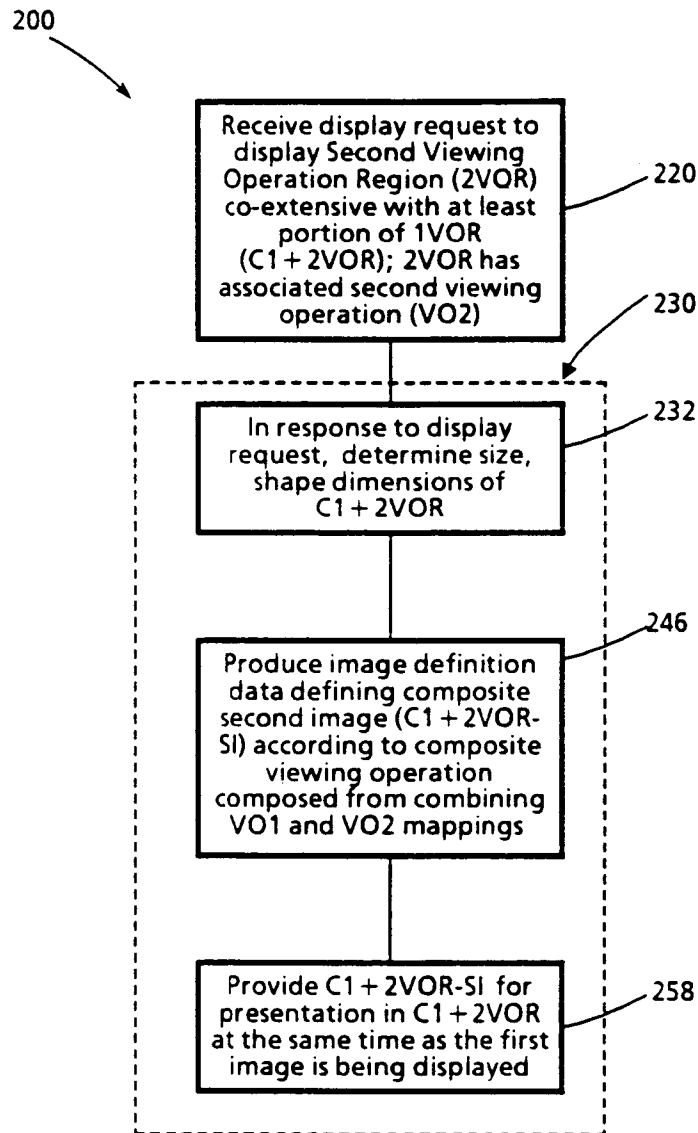 200
Receive display request to
display Second Viewing
Operation Region (2VOR)
co-extensive with at least
portion of 1VOR
(C1 + 2VOR); 2VOR has
associated second viewing
operation (VO2)
220
230
In response to display
request, determine size,
shape dimensions of
C1 + 2VOR
232
Produce image definition
data defining composite
second image (C1 + 2VOR-
SI) according to composite
viewing operation
composed from combining
VO1 and VO2 mappings
246
Provide C1 + 2VOR-SI for
presentation in C1 + 2VOR
at the same time as the first
image is being displayed
258